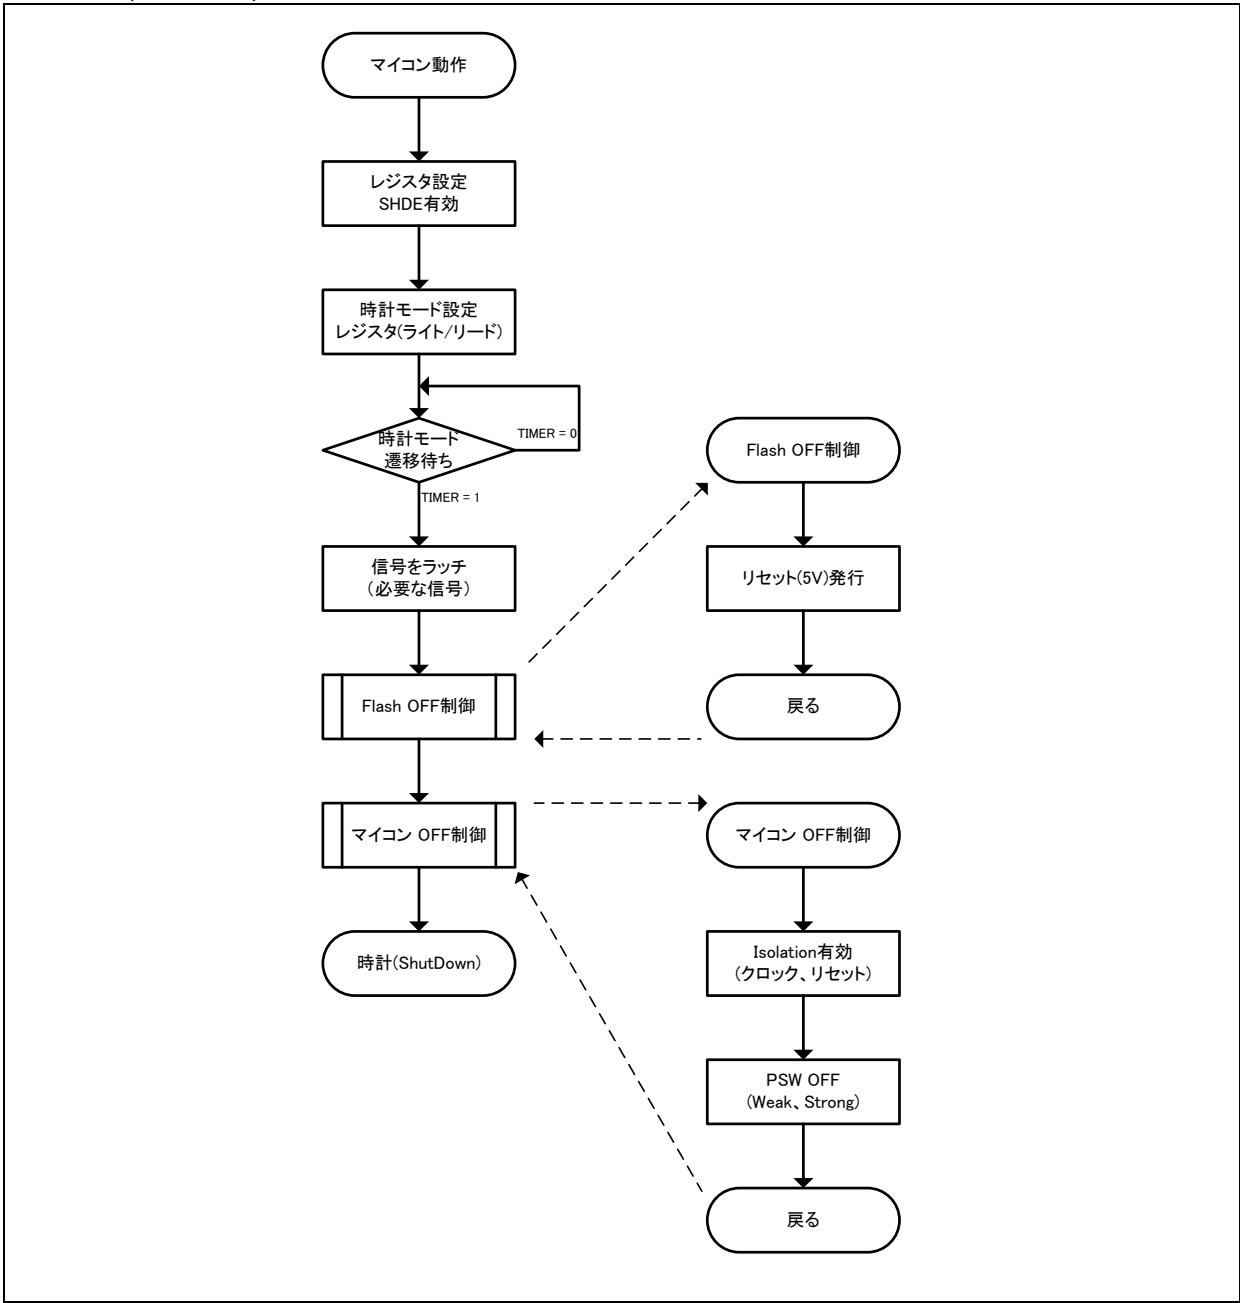 マイコン動作
レジスタ設定
SHDE有効
時計モード設定
レジスタ(ライト/リード)
時計モード
遷移待ち
TIMER = 0
TIMER = 1
信号をラッチ
(必要な信号)
Flash OFF制御
マイコン OFF制御
時計(ShutDown)
Flash OFF制御
リセット(5V)発行
戻る
マイコン OFF制御
Isolation有効
(クロック、リセット)
PSW OFF
(Weak、Strong)
戻る